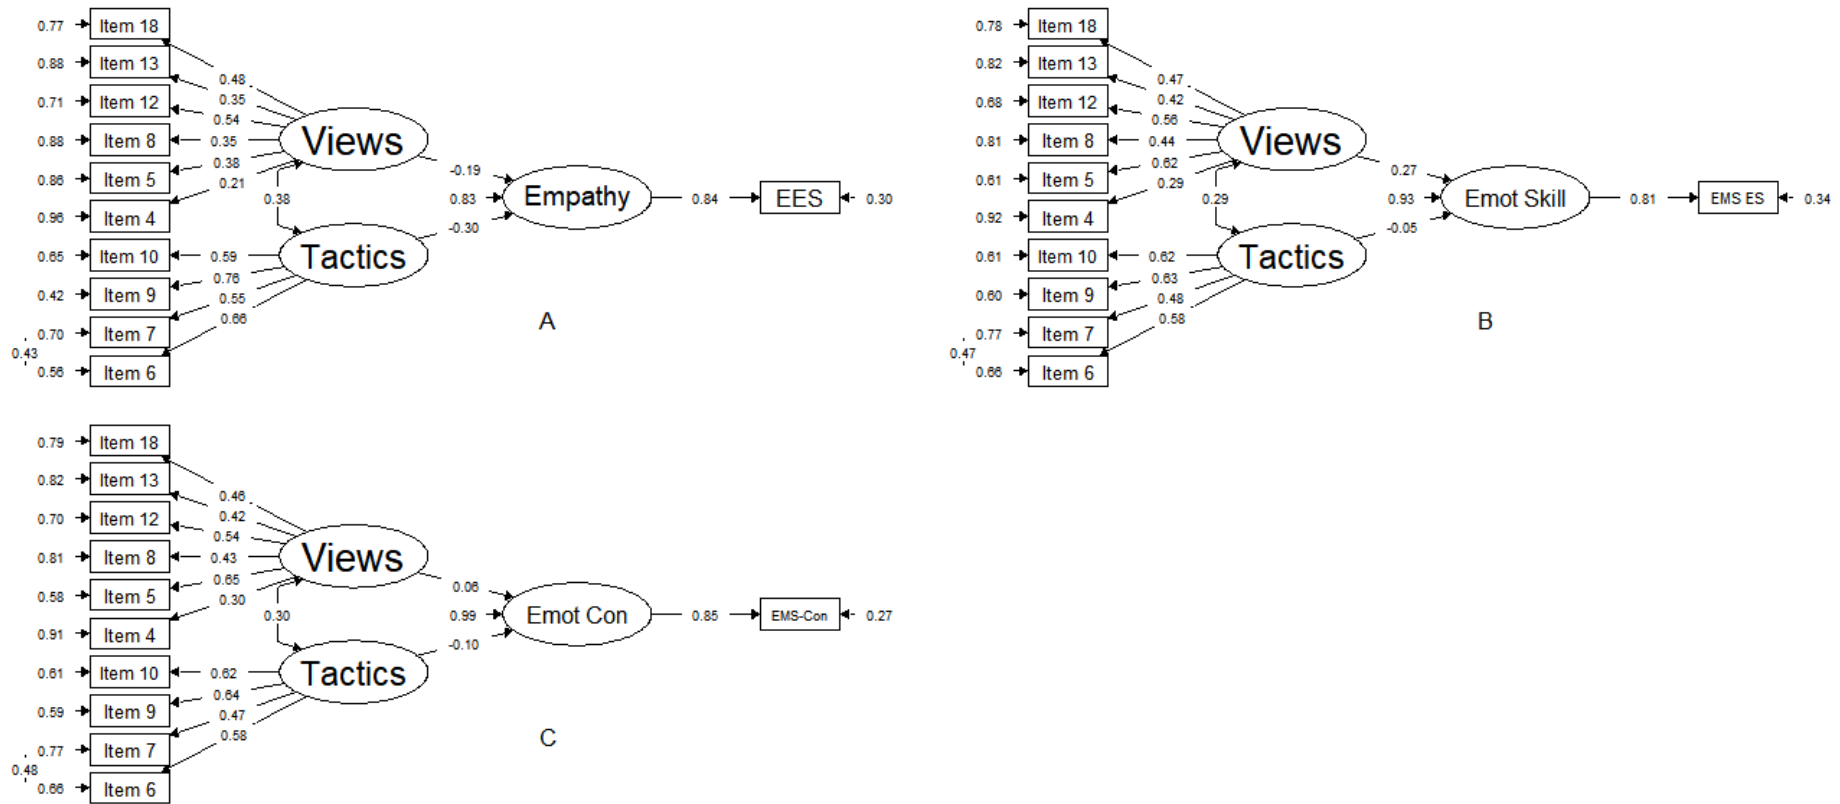 0.77 Item 18
0.88 Item 13
0.71 Item 12
0.88 Item 8
0.86 Item 5
0.96 Item 4
0.65 Item 10
0.42 Item 9
0.70 Item 7
0.43
0.56 Item 6
0.48
0.35
0.54
0.35
0.38
0.21
Views
0.38
Tactics
0.59
0.76
0.55
0.66
-0.19
0.83
-0.30
Empathy
0.84
EES
0.30
A
0.78 Item 18
0.82 Item 13
0.68 Item 12
0.81 Item 8
0.61 Item 5
0.92 Item 4
0.61 Item 10
0.60 Item 9
0.77 Item 7
0.47
0.66 Item 6
0.47
0.42
0.56
0.44
0.62
0.29
Views
0.29
Tactics
0.62
0.63
0.48
0.58
0.27
0.93
-0.05
Emot Skill
0.81
EMS ES
0.34
B
0.79 Item 18
0.82 Item 13
0.70 Item 12
0.81 Item 8
0.58 Item 5
0.91 Item 4
0.61 Item 10
0.59 Item 9
0.77 Item 7
0.48
0.66 Item 6
0.46
0.42
0.54
0.43
0.65
0.30
Views
0.30
Tactics
0.62
0.64
0.47
0.58
0.06
0.99
-0.10
Emot Con
0.85
EMS-Con
0.27
C